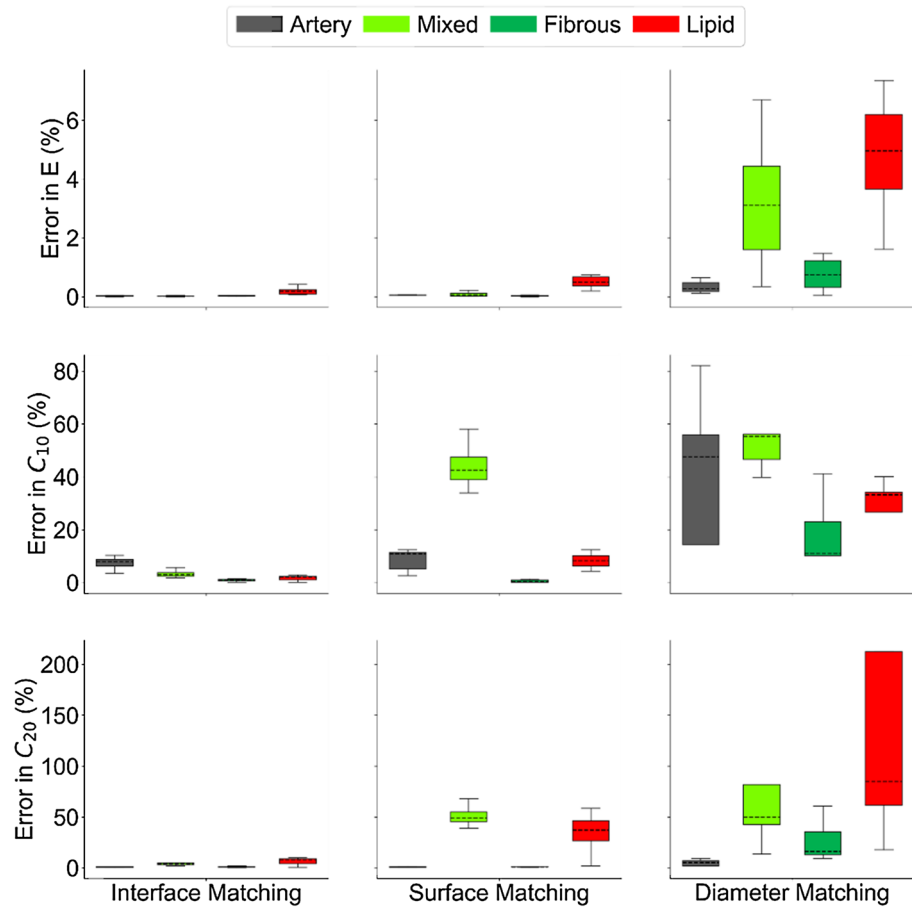 Artery Mixed Fibrous Lipid
Error in E (%)
6
4
2
0
Error in C10 (%)
80
60
40
20
0
Error in C20 (%)
200
150
100
50
0
Interface Matching Surface Matching Diameter Matching